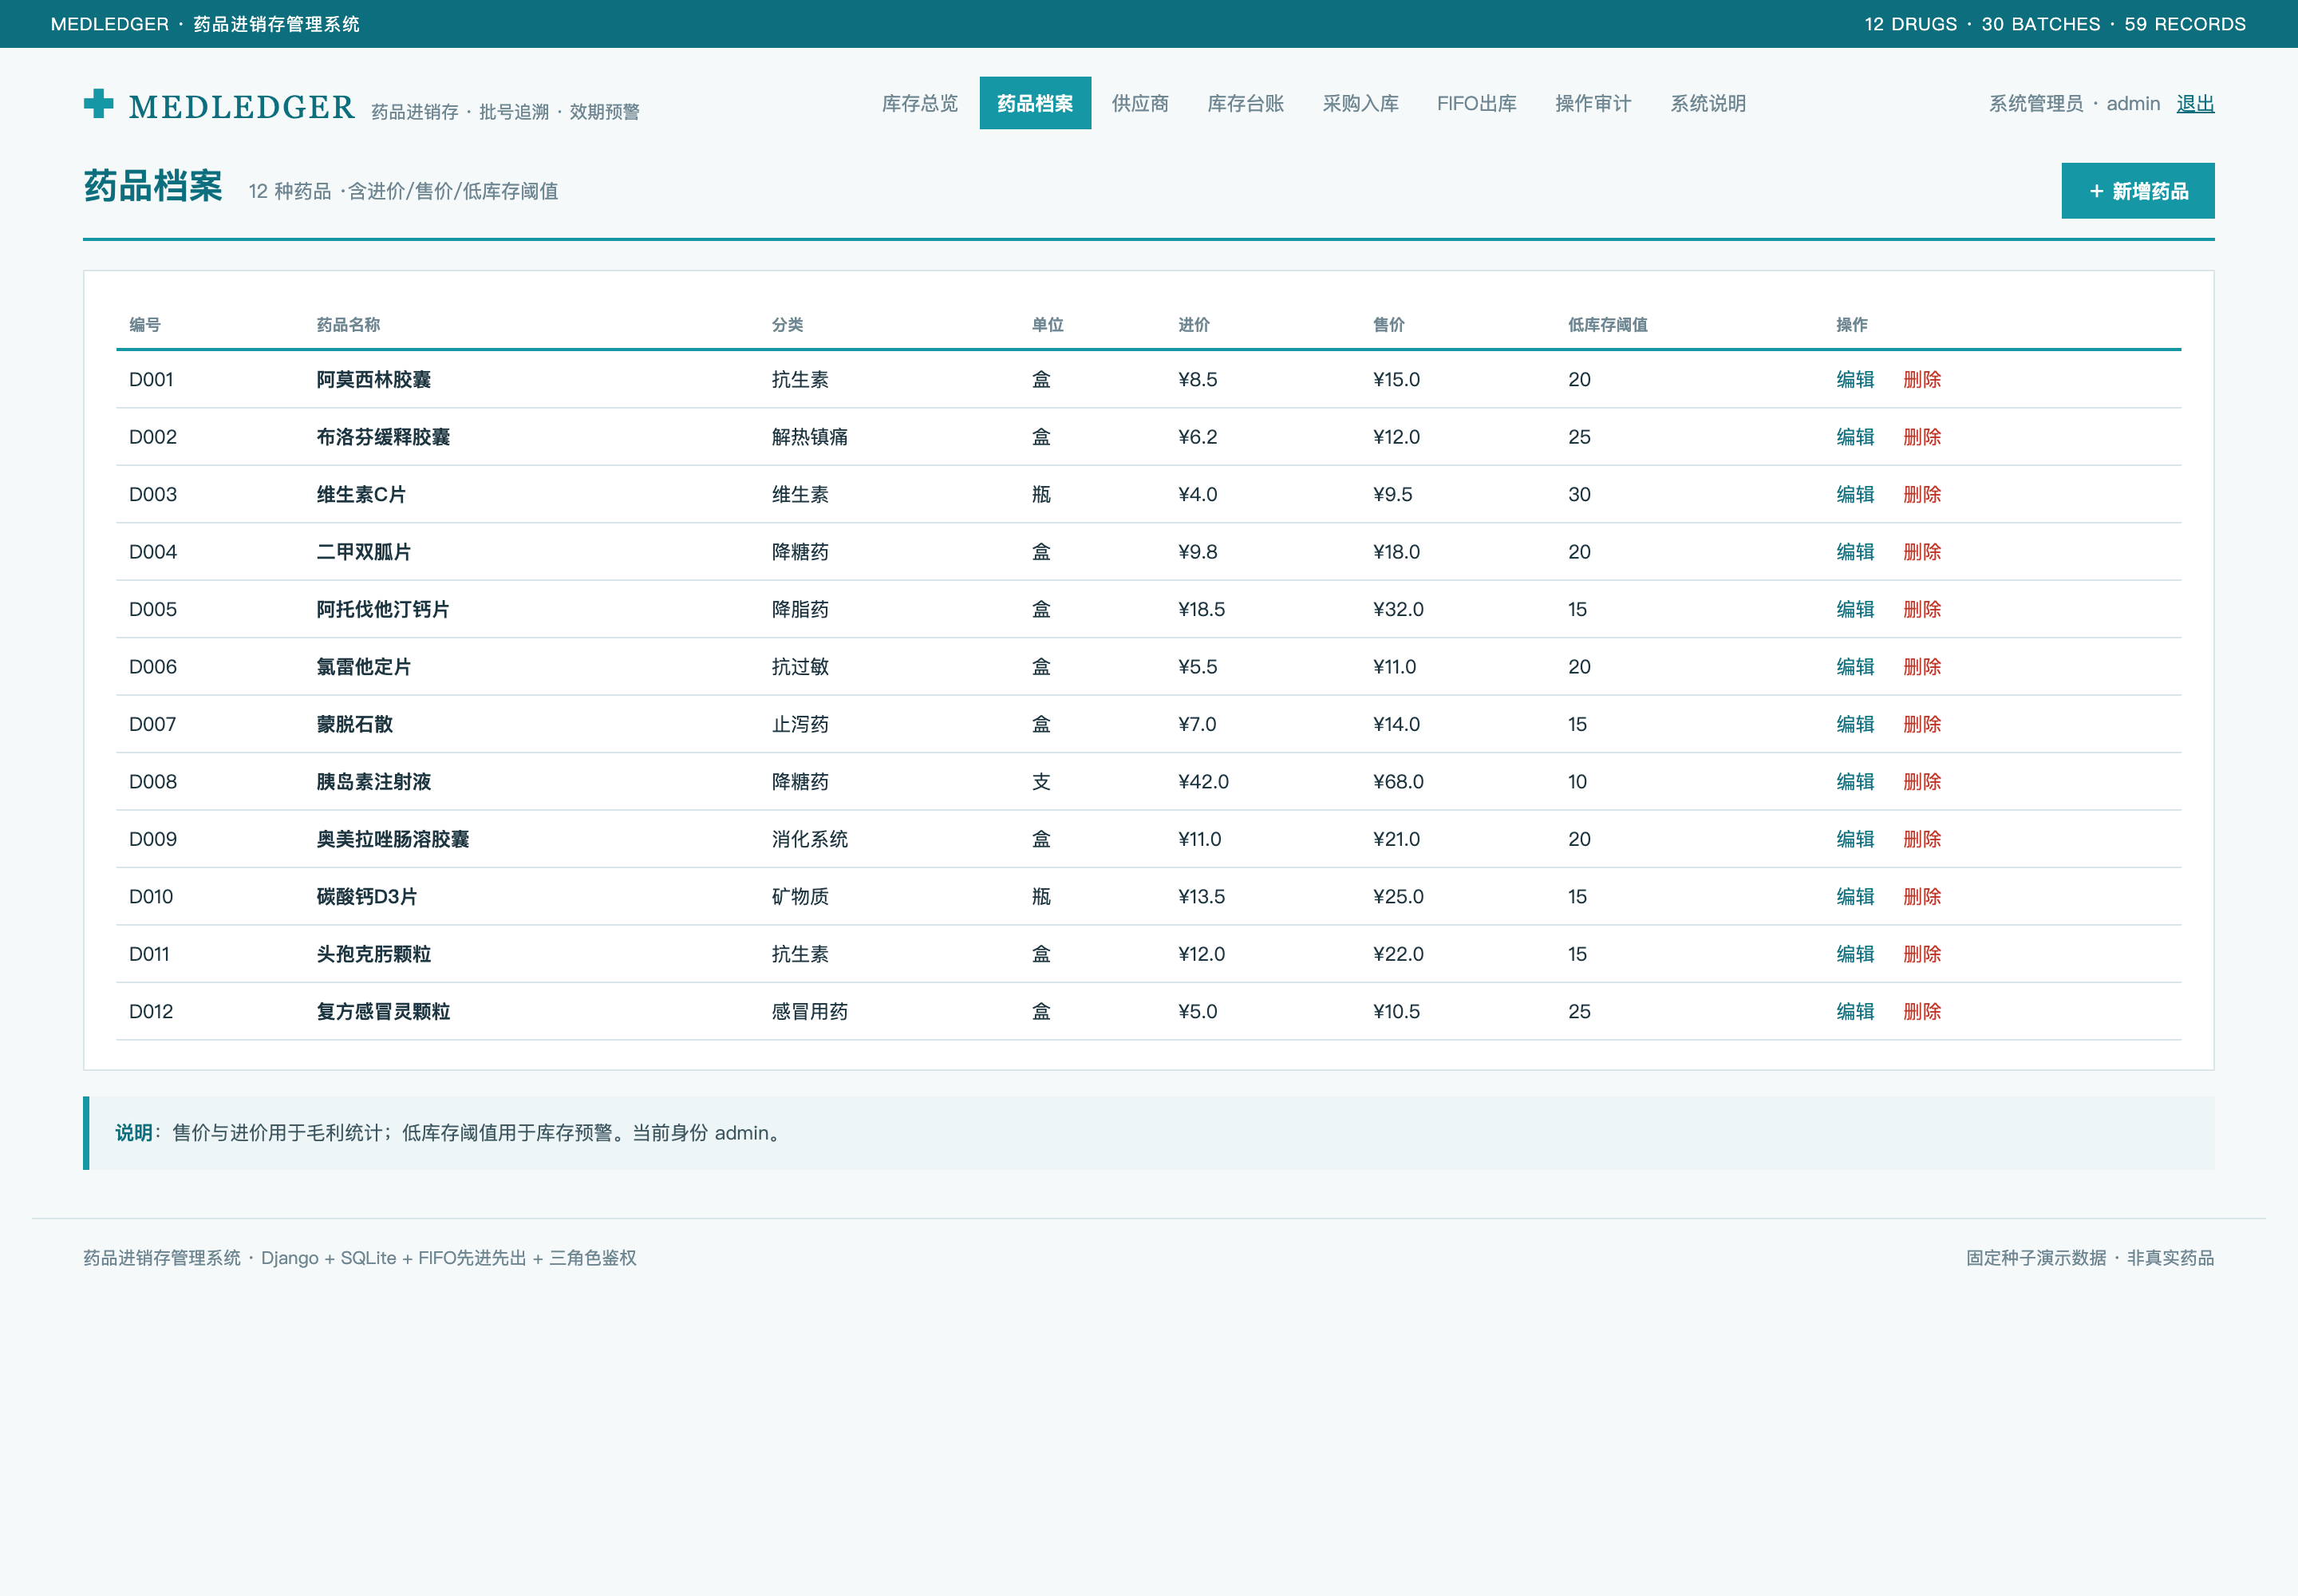 MEDLEDGER · 药品进销存管理系统 12 DRUGS · 30 BATCHES · 59 RECORDS
MEDLEDGER 药品进销存 · 批号追溯 · 效期预警 库存总览 药品档案 供应商 库存台账 采购入库 FIFO出库 操作审计 系统说明 系统管理员 · admin 退出
药品档案 12 种药品 ·含进价/售价/低库存阈值 + 新增药品
编号 药品名称 分类 单位 进价 售价 低库存阈值 操作
D001 阿莫西林胶囊 抗生素 盒 ¥8.5 ¥15.0 20 编辑 删除
D002 布洛芬缓释胶囊 解热镇痛 盒 ¥6.2 ¥12.0 25 编辑 删除
D003 维生素C片 维生素 瓶 ¥4.0 ¥9.5 30 编辑 删除
D004 二甲双胍片 降糖药 盒 ¥9.8 ¥18.0 20 编辑 删除
D005 阿托伐他汀钙片 降脂药 盒 ¥18.5 ¥32.0 15 编辑 删除
D006 氯雷他定片 抗过敏 盒 ¥5.5 ¥11.0 20 编辑 删除
D007 蒙脱石散 止泻药 盒 ¥7.0 ¥14.0 15 编辑 删除
D008 胰岛素注射液 降糖药 支 ¥42.0 ¥68.0 10 编辑 删除
D009 奥美拉唑肠溶胶囊 消化系统 盒 ¥11.0 ¥21.0 20 编辑 删除
D010 碳酸钙D3片 矿物质 瓶 ¥13.5 ¥25.0 15 编辑 删除
D011 头孢克肟颗粒 抗生素 盒 ¥12.0 ¥22.0 15 编辑 删除
D012 复方感冒灵颗粒 感冒用药 盒 ¥5.0 ¥10.5 25 编辑 删除
说明：售价与进价用于毛利统计；低库存阈值用于库存预警。当前身份 admin。
药品进销存管理系统 · Django + SQLite + FIFO先进先出 + 三角色鉴权 固定种子演示数据 · 非真实药品